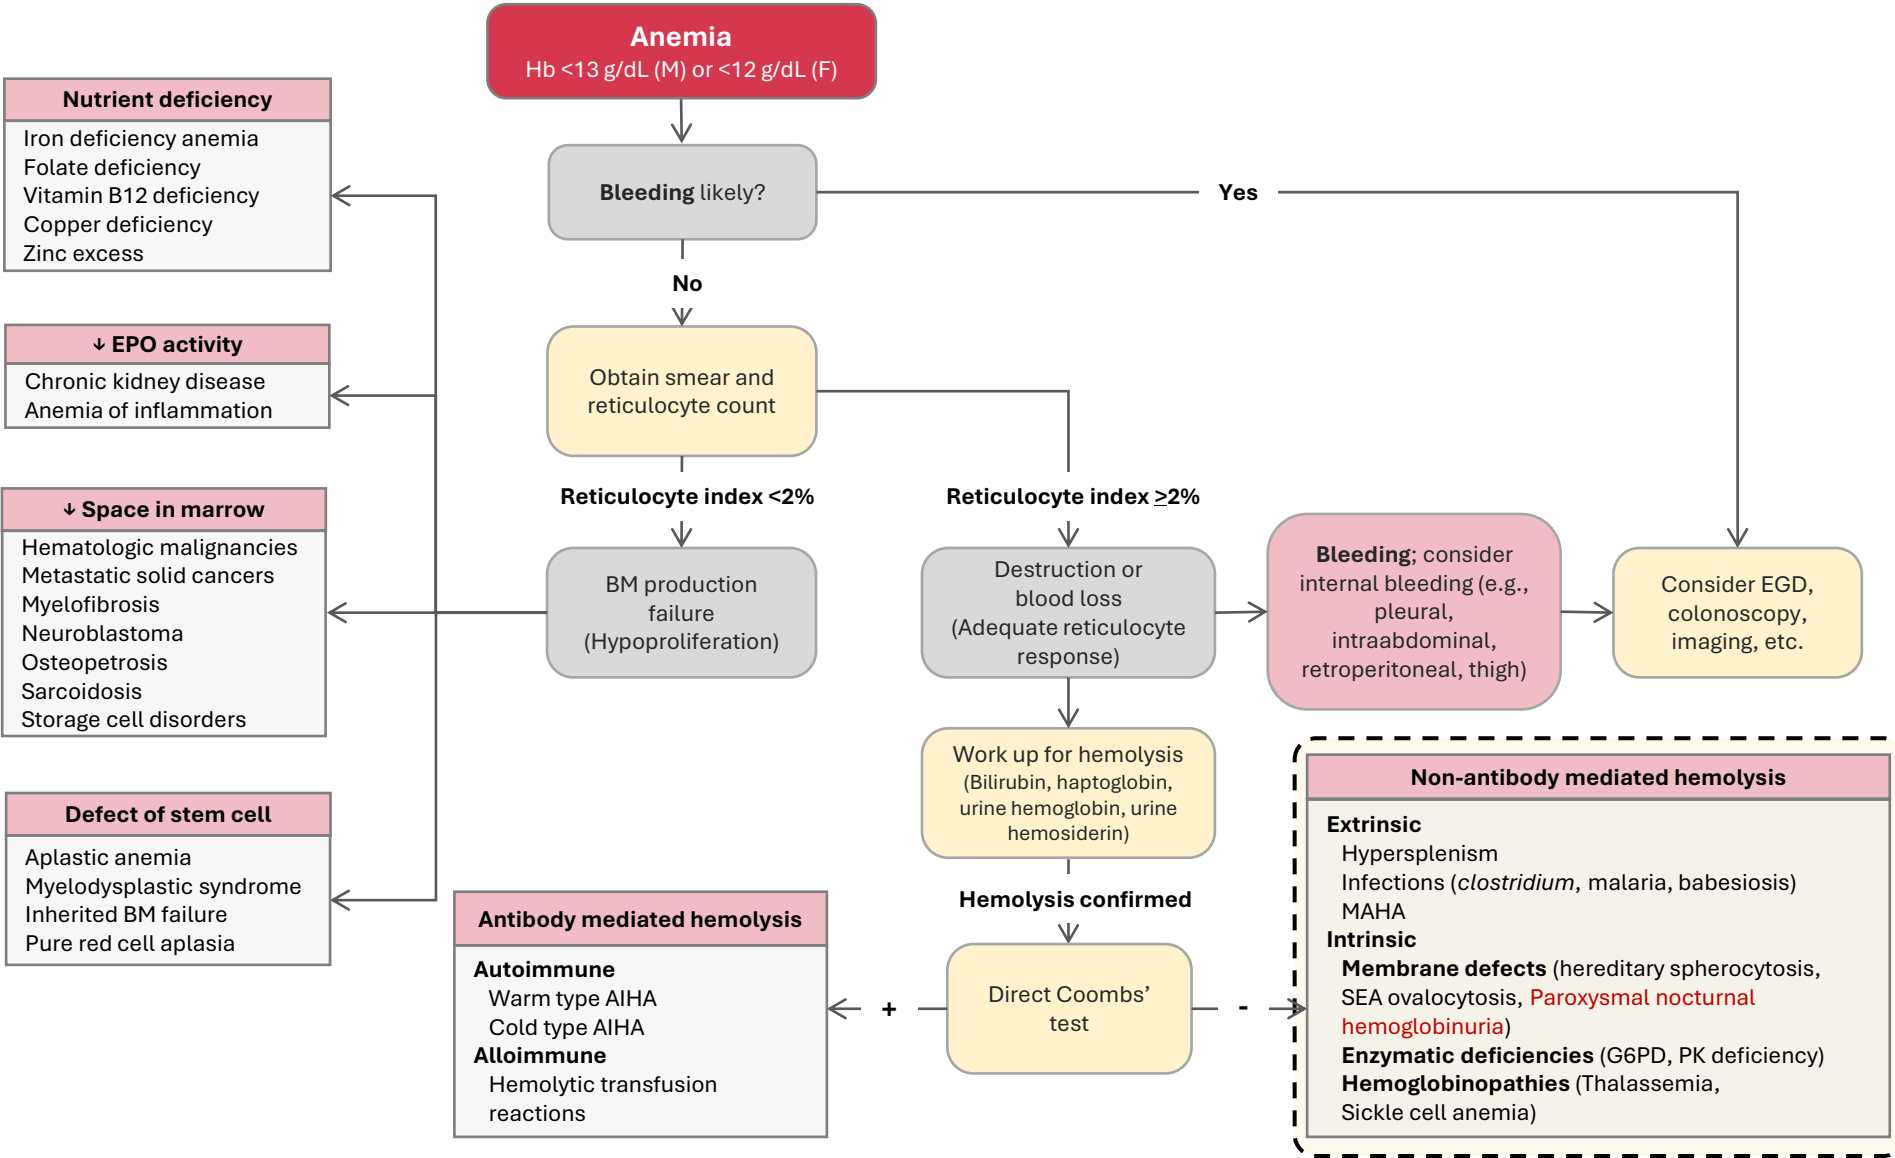 Anemia
Hb <13 g/dL (M) or <12 g/dL (F)
Bleeding likely?
Yes
No
Obtain smear and
reticulocyte count
Reticulocyte index <2%
Reticulocyte index ≥2%
BM production
failure
(Hypoproliferation)
Destruction or
blood loss
(Adequate reticulocyte
response)
Bleeding; consider
internal bleeding (e.g.,
pleural,
intraabdominal,
retroperitoneal, thigh)
Consider EGD,
colonoscopy,
imaging, etc.
Nutrient deficiency
Iron deficiency anemia
Folate deficiency
Vitamin B12 deficiency
Copper deficiency
Zinc excess
↓ EPO activity
Chronic kidney disease
Anemia of inflammation
↓ Space in marrow
Hematologic malignancies
Metastatic solid cancers
Myelofibrosis
Neuroblastoma
Osteopetrosis
Sarcoidosis
Storage cell disorders
Defect of stem cell
Aplastic anemia
Myelodysplastic syndrome
Inherited BM failure
Pure red cell aplasia
Work up for hemolysis
(Bilirubin, haptoglobin,
urine hemoglobin, urine
hemosiderin)
Hemolysis confirmed
Direct Coombs’
test
+
-
Antibody mediated hemolysis
Autoimmune
Warm type AIHA
Cold type AIHA
Alloimmune
Hemolytic transfusion
reactions
Non-antibody mediated hemolysis
Extrinsic
Hypersplenism
Infections (clostridium, malaria, babesiosis)
MAHA
Intrinsic
Membrane defects (hereditary spherocytosis,
SEA ovalocytosis, Paroxysmal nocturnal
hemoglobinuria)
Enzymatic deficiencies (G6PD, PK deficiency)
Hemoglobinopathies (Thalassemia,
Sickle cell anemia)